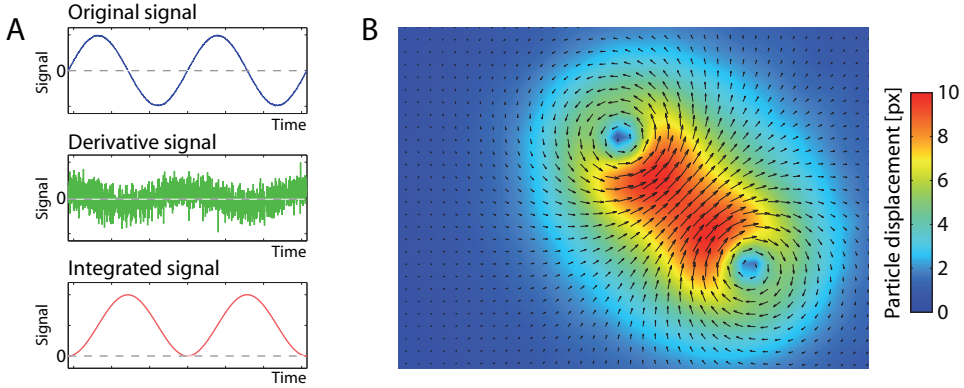 A
Original signal
Signal
0
Time
Derivative signal
Signal
0
Time
Integrated signal
Signal
0
Time
B
Particle displacement [px]
10
8
6
4
2
0